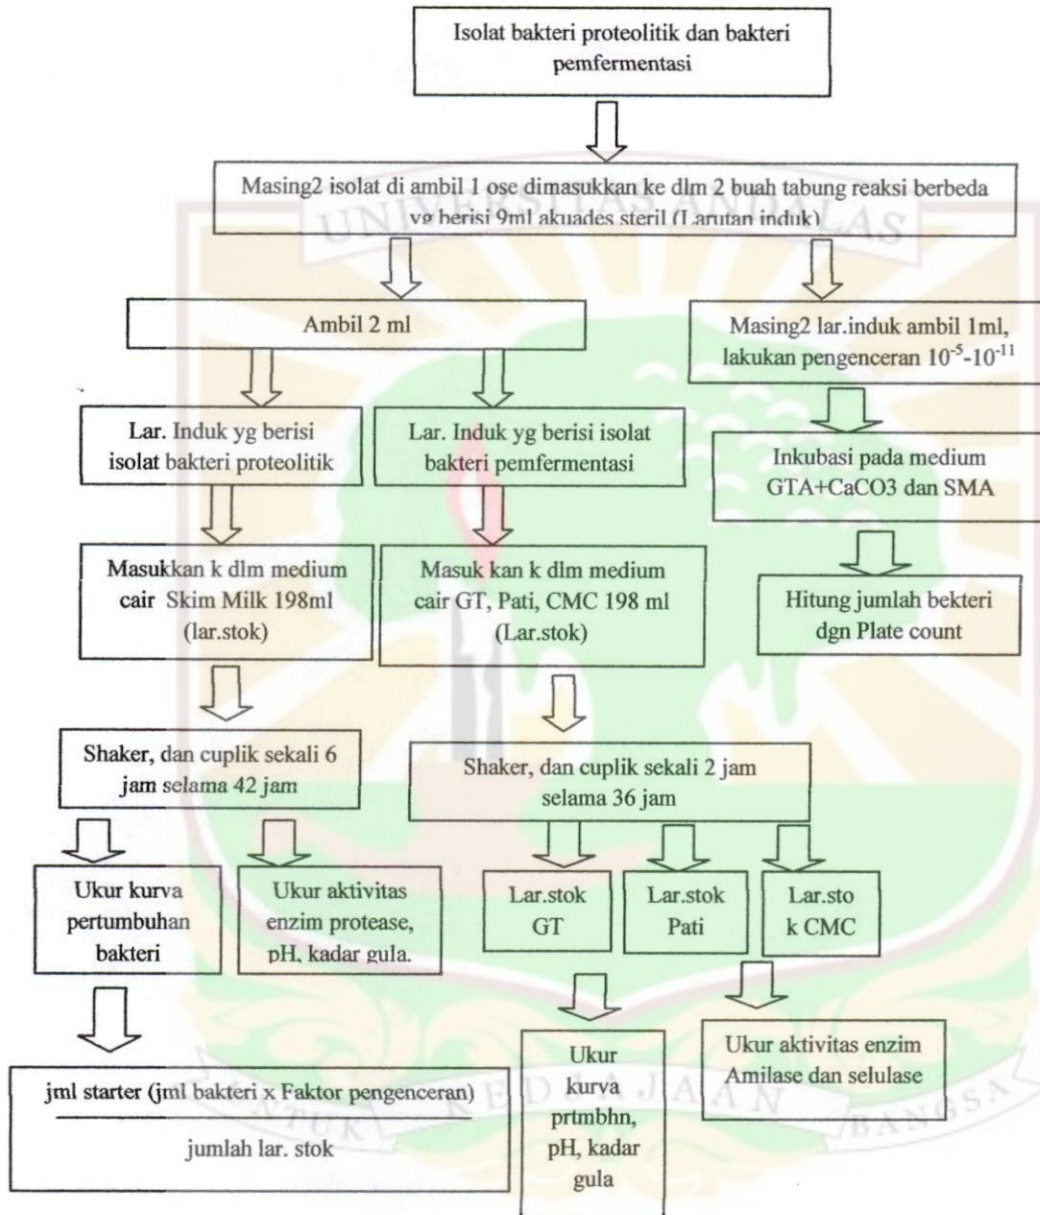 Isolat bakteri proteolitik dan bakteri
pemfermentasi
Masing2 isolat di ambil 1 ose dimasukkan ke dlm 2 buah tabung reaksi berbeda
yg berisi 9ml akuades steril (Larutan induk)
UNIVERSITAS ANDALAS
Ambil 2 ml
Masing2 lar.induk ambil 1ml,
lakukan pengenceran 10⁻⁵-10⁻¹¹
Lar. Induk yg berisi
isolat bakteri proteolitik
Lar. Induk yg berisi isolat
bakteri pemfermentasi
Inkubasi pada medium
GTA+CaCO3 dan SMA
Masukkan k dlm medium
cair Skim Milk 198ml
(lar.stok)
Masuk kan k dlm medium
cair GT, Pati, CMC 198 ml
(Lar.stok)
Hitung jumlah bekteri
dgn Plate count
Shaker, dan cuplik sekali 6
jam selama 42 jam
Shaker, dan cuplik sekali 2 jam
selama 36 jam
Ukur kurva
pertumbuhan
bakteri
Ukur aktivitas
enzim protease,
pH, kadar gula.
Lar.stok
GT
Lar.stok
Pati
Lar.sto
k CMC
Ukur
kurva
prtmbhn,
pH, kadar
gula
Ukur aktivitas enzim
Amilase dan selulase
jml starter (jml bakteri x Faktor pengenceran)
jumlah lar. stok
UNTUK KEDJAJAAN BANGSA